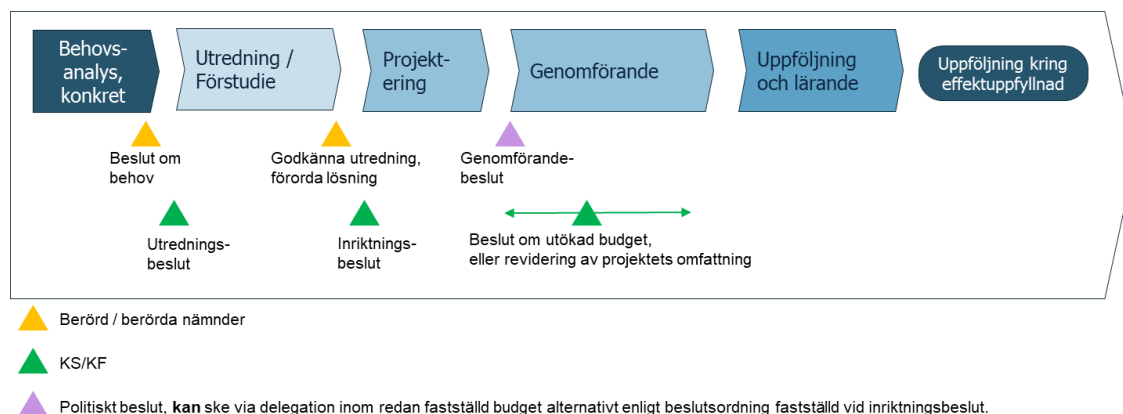 Behovs-
analys,
konkret
Utredning /
Förstudie
Projekt-
ering
Genomförande
Uppföljning
och lärande
Uppföljning kring
effektuppfyllnad
Beslut om
behov
Godkänna utredning,
förorda lösning
Genomförande-
beslut
Utrednings-
beslut
Inriktnings-
beslut
Beslut om utökad budget,
eller revidering av projektets omfattning
Berörd / berörda nämnder
KS/KF
Politiskt beslut, kan ske via delegation inom redan fastställd budget alternativt enligt beslutsordning fastställd vid inriktningsbeslut.